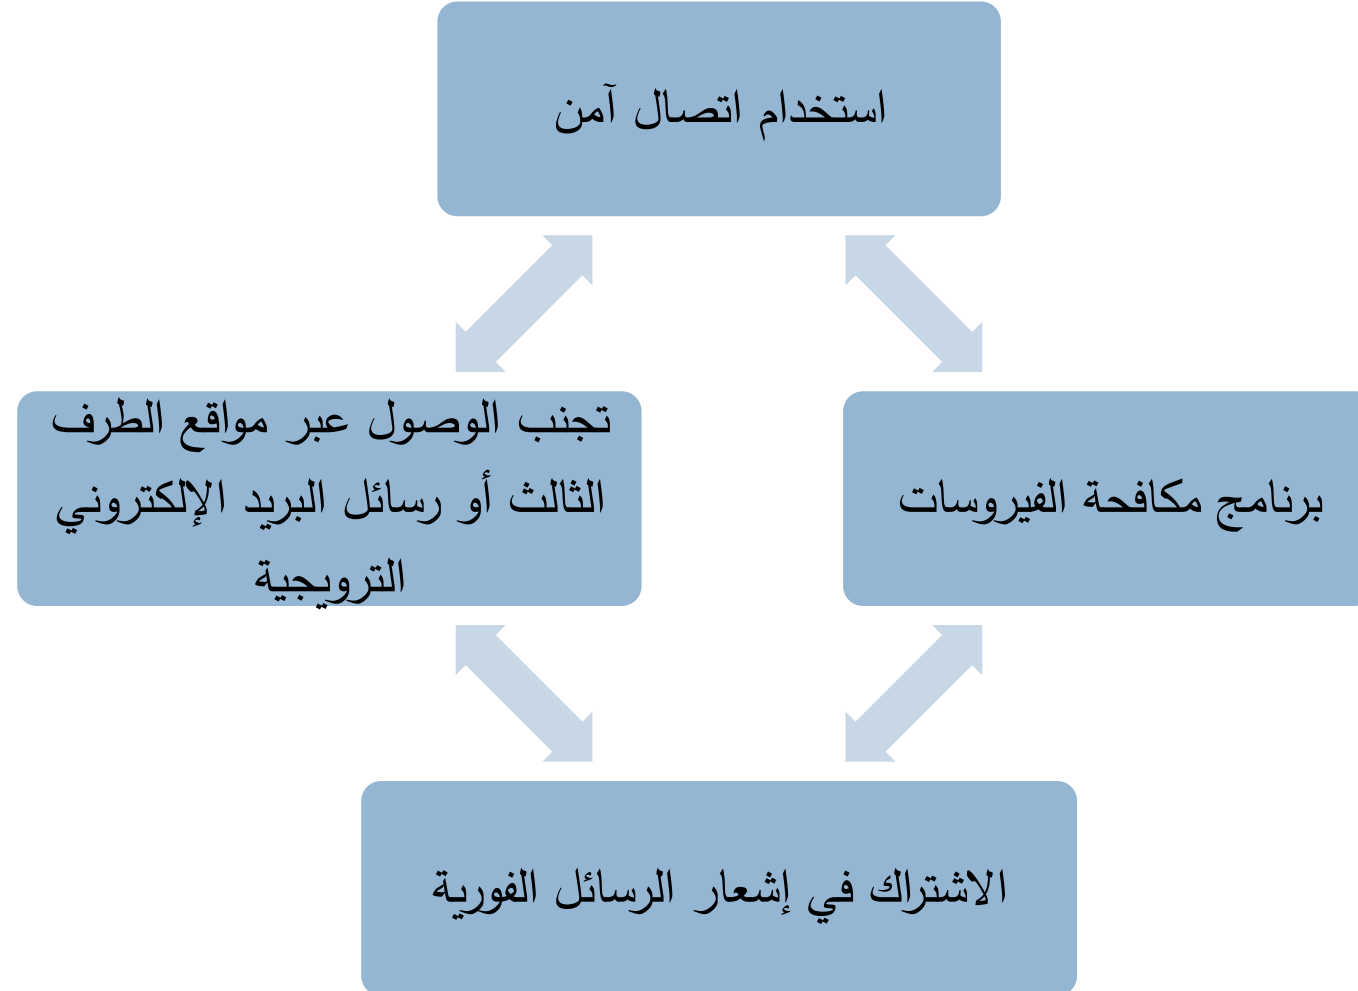 استخدام اتصال آمن
برنامج مكافحة الفيروسات
تجنب الوصول عبر مواقع الطرف
الثالث أو رسائل البريد الإلكتروني
الترويجية
الاشتراك في إشعار الرسائل الفورية